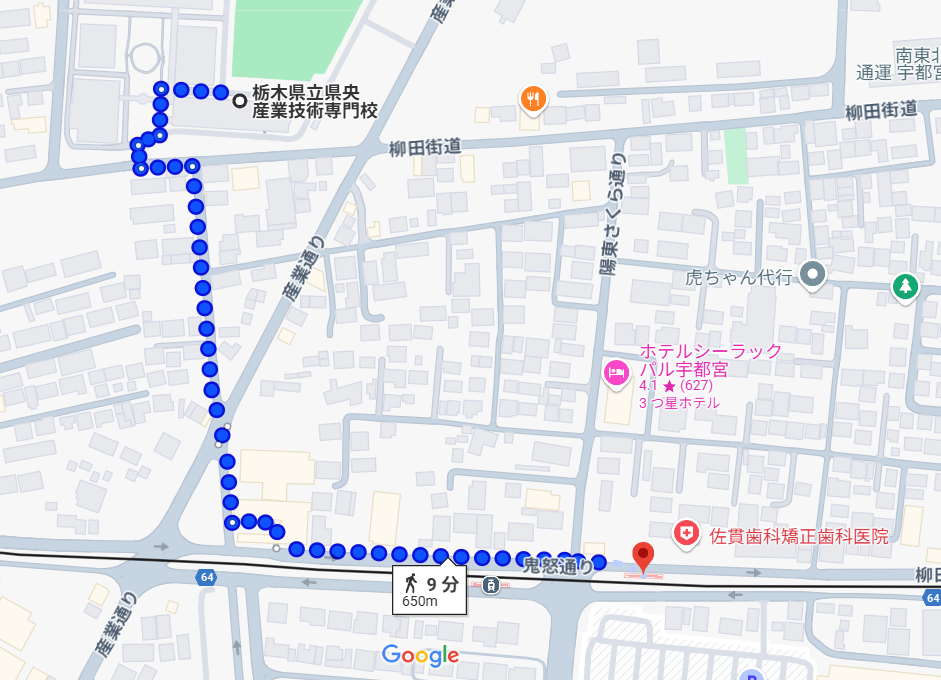 産業
南東北
通運 宇都宮
栃木県立県央
産業技術専門校
柳田街道
柳田街道
陽東さくら通り
産業通り
虎ちゃん代行
ホテルシーラック
パル宇都宮
4.1 ★ (627)
3 つ星ホテル
佐貫歯科矯正歯科医院
鬼怒通り
9 分
650m
64
柳田
64
産業通り
Google
P